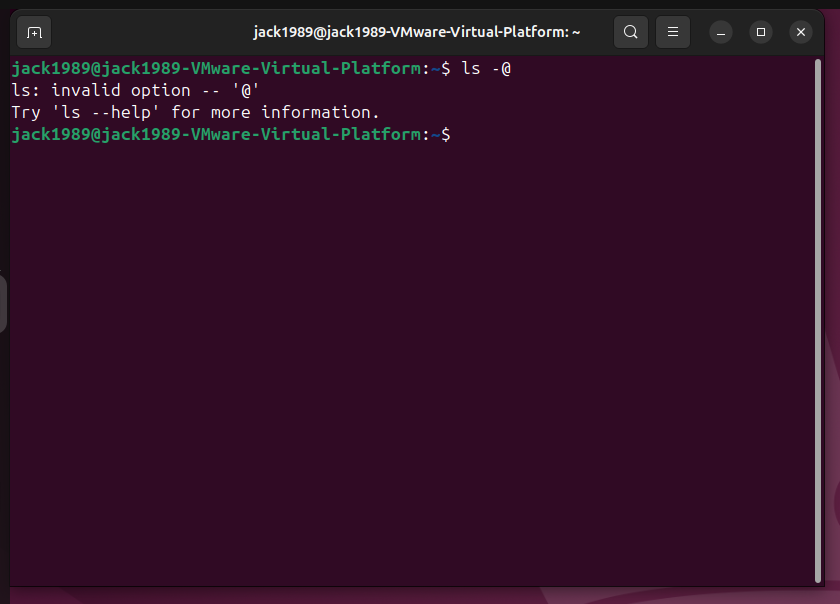 jack1989@jack1989-VMware-Virtual-Platform: ~
jack1989@jack1989-VMware-Virtual-Platform:~$ ls -@
ls: invalid option -- '@'
Try 'ls --help' for more information.
jack1989@jack1989-VMware-Virtual-Platform:~$